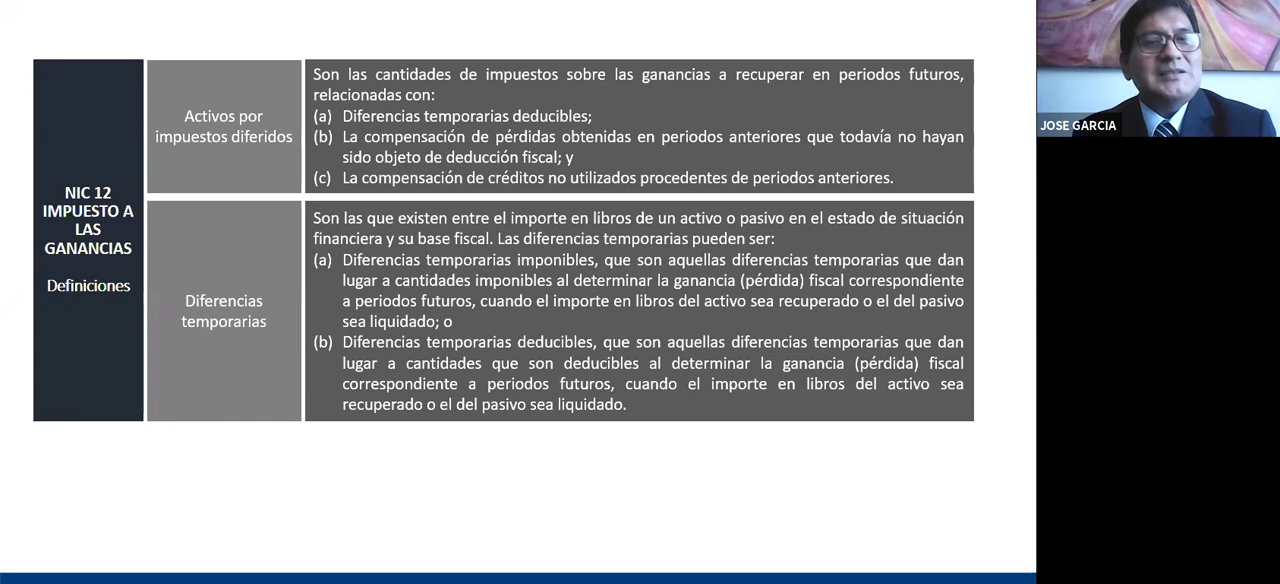 NIC 12
IMPUESTO A
LAS
GANANCIAS
Definiciones
Activos por
impuestos diferidos
Son las cantidades de impuestos sobre las ganancias a recuperar en periodos futuros,
relacionadas con:
(a) Diferencias temporarias deducibles;
(b) La compensación de pérdidas obtenidas en periodos anteriores que todavía no hayan
sido objeto de deducción fiscal; y
(c) La compensación de créditos no utilizados procedentes de periodos anteriores.
Diferencias
temporarias
Son las que existen entre el importe en libros de un activo o pasivo en el estado de situación
financiera y su base fiscal. Las diferencias temporarias pueden ser:
(a) Diferencias temporarias imponibles, que son aquellas diferencias temporarias que dan
lugar a cantidades imponibles al determinar la ganancia (pérdida) fiscal correspondiente
a periodos futuros, cuando el importe en libros del activo sea recuperado o el del pasivo
sea liquidado; o
(b) Diferencias temporarias deducibles, que son aquellas diferencias temporarias que dan
lugar a cantidades que son deducibles al determinar la ganancia (pérdida) fiscal
correspondiente a periodos futuros, cuando el importe en libros del activo sea
recuperado o el del pasivo sea liquidado.
JOSE GARCIA